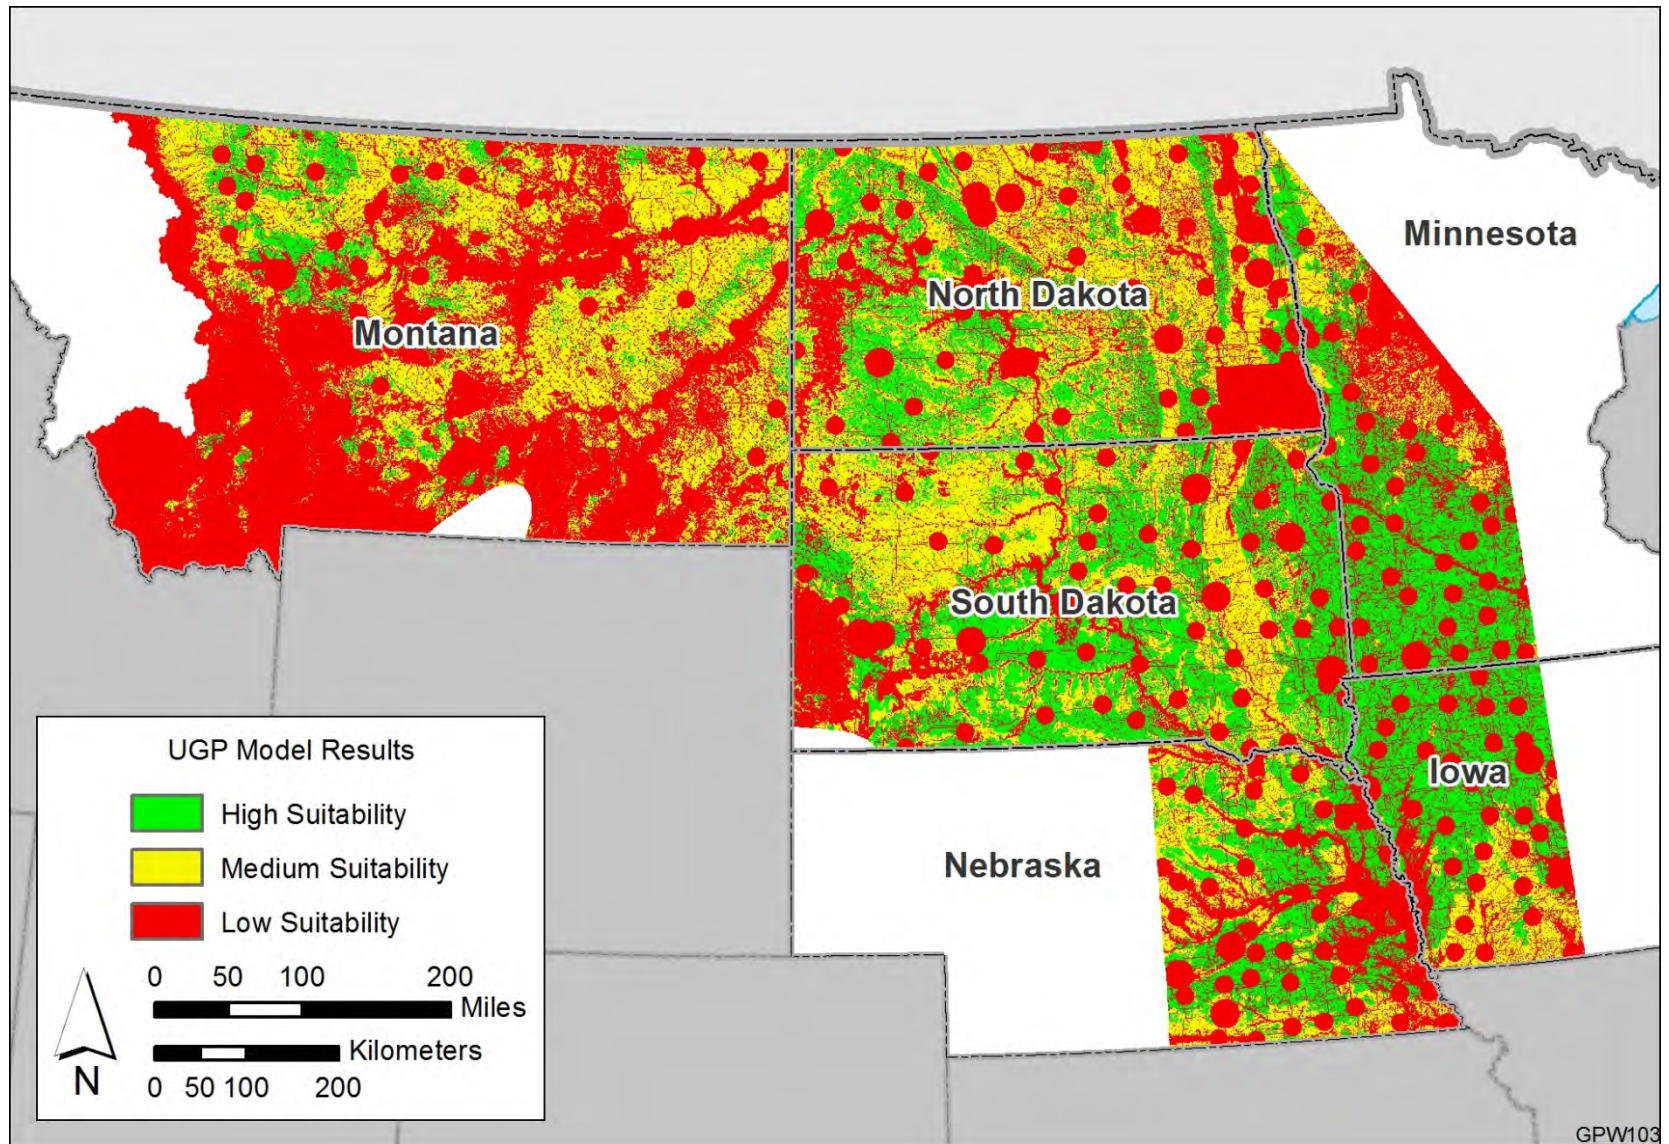 Minnesota
North Dakota
Montana
South Dakota
Iowa
Nebraska
UGP Model Results
High Suitability
Medium Suitability
Low Suitability
0 50 100 200
Miles
Kilometers
0 50 100 200
N
GPW103